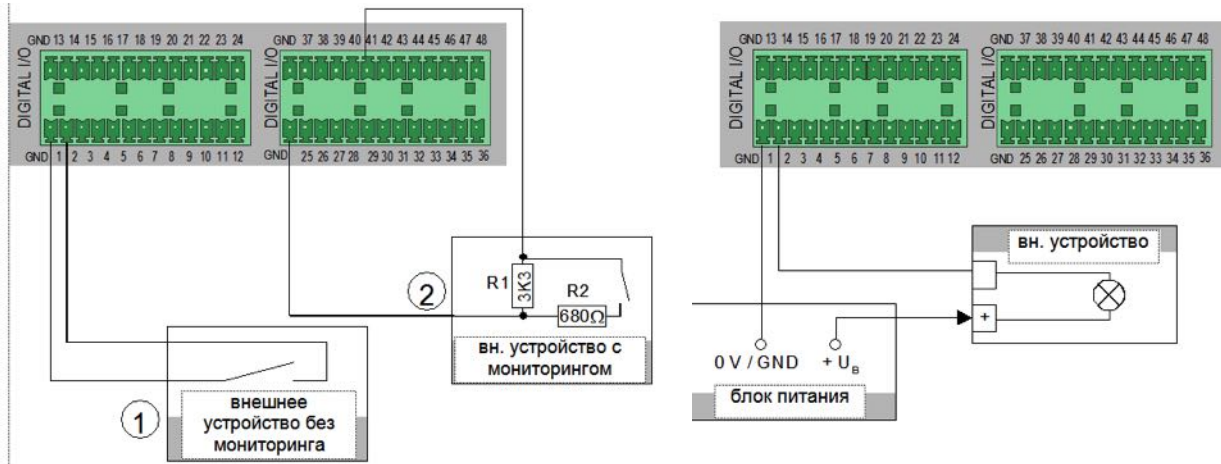 GND 13 14 15 16 17 18 19 20 21 22 23 24
DIGITAL I/O
GND 1 2 3 4 5 6 7 8 9 10 11 12
GND 37 38 39 40 41 42 43 44 45 46 47 48
DIGITAL I/O
GND 25 26 27 28 29 30 31 32 33 34 35 36
2
R1
3K3
R2
680Ω
вн. устройство с
мониторингом
1
внешнее
устройство без
мониторинга
GND 13 14 15 16 17 18 19 20 21 22 23 24
DIGITAL I/O
GND 1 2 3 4 5 6 7 8 9 10 11 12
GND 37 38 39 40 41 42 43 44 45 46 47 48
DIGITAL I/O
GND 25 26 27 28 29 30 31 32 33 34 35 36
вн. устройство
+
0 V / GND + U_B
блок питания